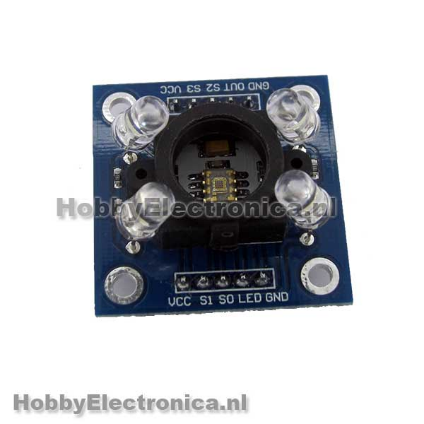 GND OUT S2 S3 VCC
HobbyElectronica.nl
VCC S1 S0 LED GND
HobbyElectronica.nl